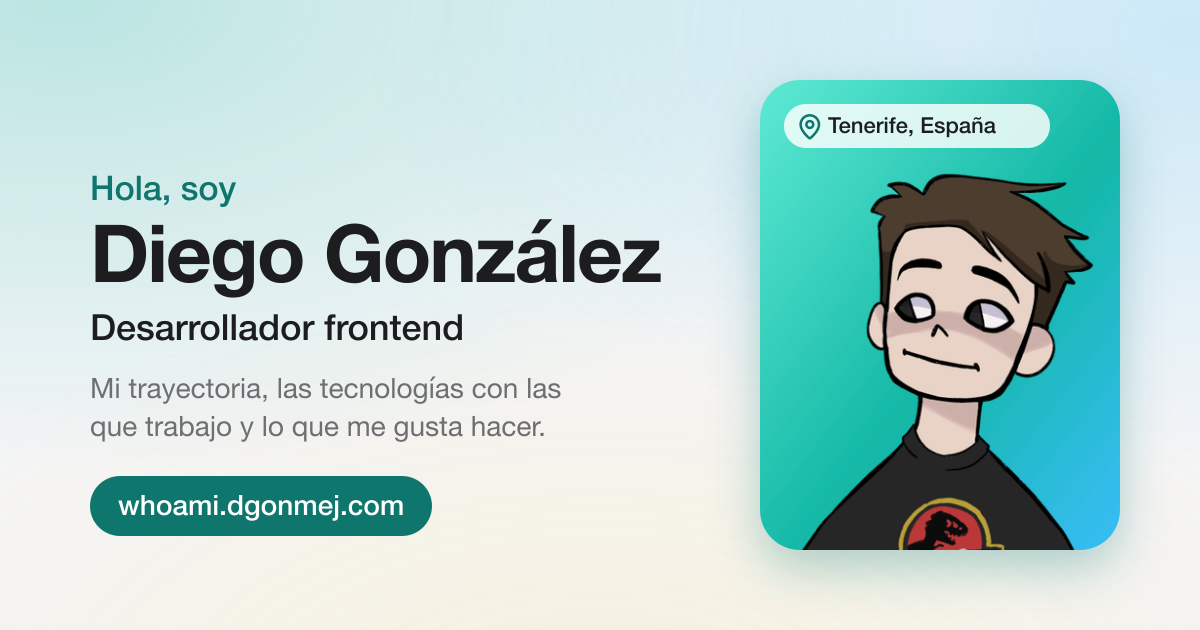 Hola, soy
Diego González
Desarrollador frontend
Mi trayectoria, las tecnologías con las
que trabajo y lo que me gusta hacer.
whoami.dgonmej.com
Tenerife, España